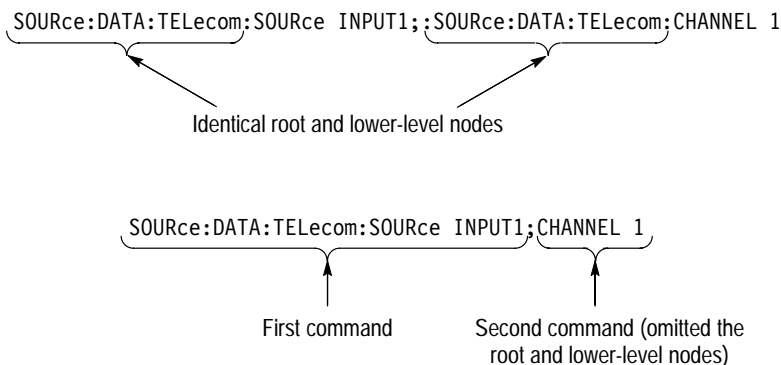 SOURce:DATA:TELecom:SOURce INPUT1;:SOURce:DATA:TELecom:CHANNEL 1
Identical root and lower-level nodes
SOURce:DATA:TELecom:SOURce INPUT1;CHANNEL 1
First command
Second command (omitted the
root and lower-level nodes)